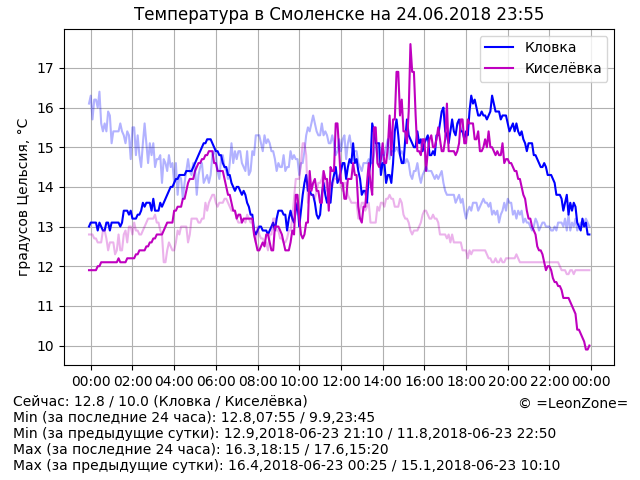 Температура в Смоленске на 24.06.2018 23:55
градусов Цельсия, °C
17
16
15
14
13
12
11
10
Кловка
Киселёвка
00:00 02:00 04:00 06:00 08:00 10:00 12:00 14:00 16:00 18:00 20:00 22:00 00:00
Сейчас: 12.8 / 10.0 (Кловка / Киселёвка)
© =LeonZone=
Min (за последние 24 часа): 12.8,07:55 / 9.9,23:45
Min (за предыдущие сутки): 12.9,2018-06-23 21:10 / 11.8,2018-06-23 22:50
Max (за последние 24 часа): 16.3,18:15 / 17.6,15:20
Max (за предыдущие сутки): 16.4,2018-06-23 00:25 / 15.1,2018-06-23 10:10